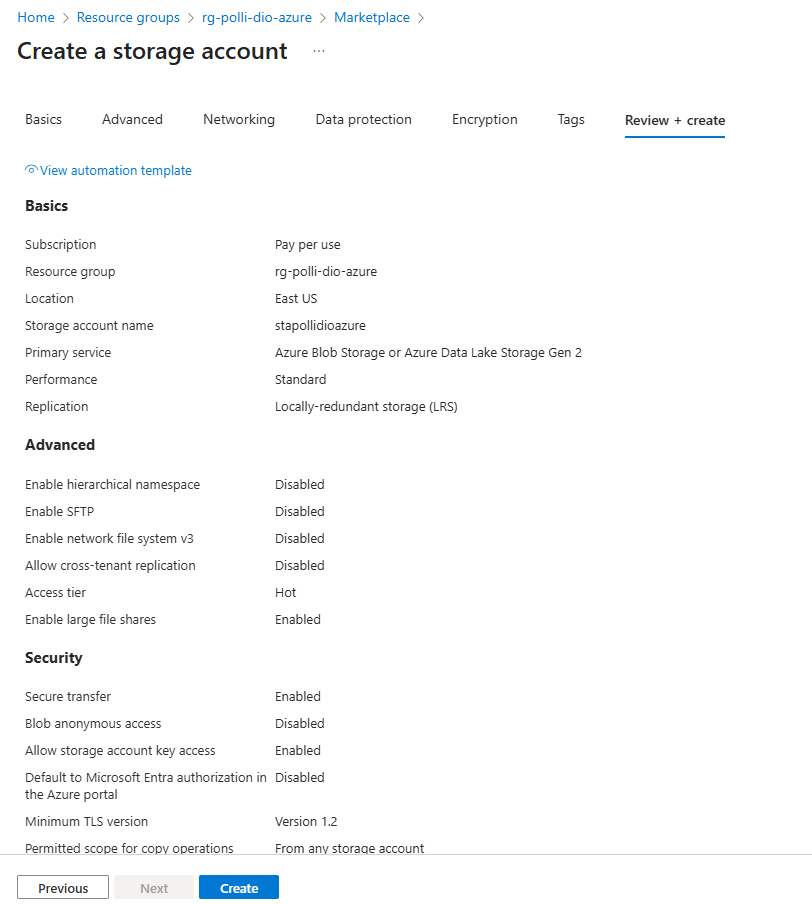 Home > Resource groups > rg-polli-dio-azure > Marketplace >
Create a storage account ...
Basics Advanced Networking Data protection Encryption Tags Review + create
View automation template
Basics
Subscription Pay per use
Resource group rg-polli-dio-azure
Location East US
Storage account name stapollidioazure
Primary service Azure Blob Storage or Azure Data Lake Storage Gen 2
Performance Standard
Replication Locally-redundant storage (LRS)
Advanced
Enable hierarchical namespace Disabled
Enable SFTP Disabled
Enable network file system v3 Disabled
Allow cross-tenant replication Disabled
Access tier Hot
Enable large file shares Enabled
Security
Secure transfer Enabled
Blob anonymous access Disabled
Allow storage account key access Enabled
Default to Microsoft Entra authorization in Disabled
the Azure portal
Minimum TLS version Version 1.2
Permitted scope for copy operations From any storage account
Previous Next Create